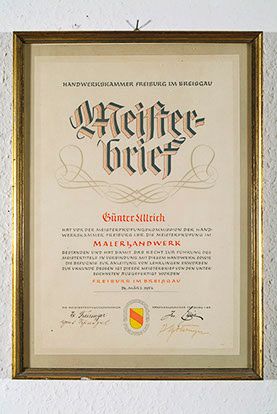 HANDWERKSKAMMER FREIBURG IM BREISGAU
Meister-
brief
Günter Ullrich
HAT VOR DER MEISTERPRÜFUNGSKOMMISSION DER HAND-
WERKSKAMMER FREIBURG I.BR. DIE MEISTERPRÜFUNG IM
MALERHANDWERK
BESTANDEN UND HAT DAMIT DAS RECHT ZUR FÜHRUNG DES
MEISTERTITELS IN VERBINDUNG MIT DIESEM HANDWERK SOWIE
DIE BEFUGNIS ZUR ANLEITUNG VON LEHRLINGEN ERWORBEN
ZUR URKUNDE DESSEN IST DIESER MEISTERBRIEF VON DEN UNTER-
ZEICHNETEN AUSGEFERTIGT WORDEN
FREIBURG IM BREISGAU
MÄRZ